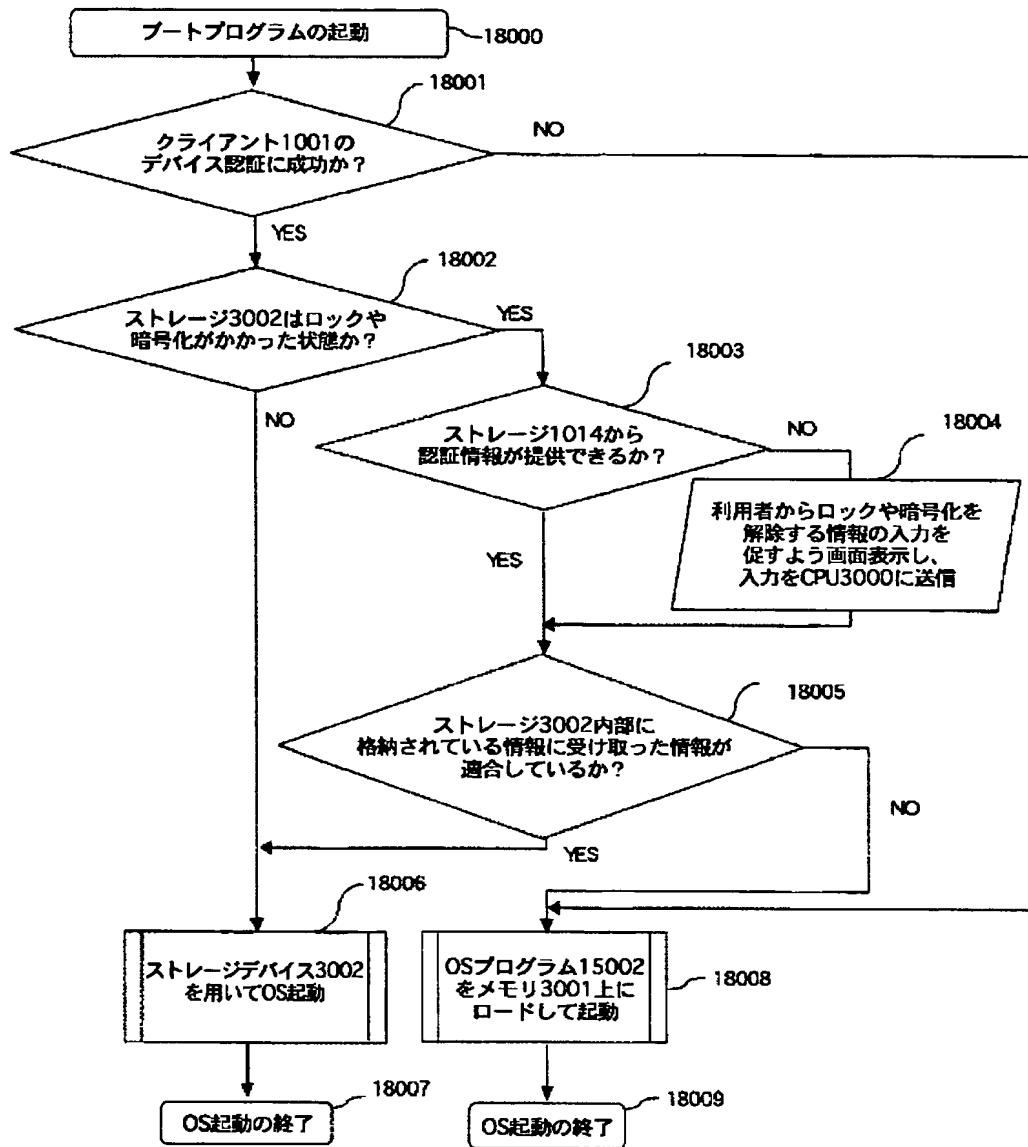 ブートプログラムの起動
18000
18001
クライアント1001の
デバイス認証に成功か？
NO
YES
18002
ストレージ3002はロックや
暗号化がかかった状態か？
YES
NO
18003
ストレージ1014から
認証情報が提供できるか？
NO
YES
18004
利用者からロックや暗号化を
解除する情報の入力を
促すよう画面表示し、
入力をCPU3000に送信
18005
ストレージ3002内部に
格納されている情報に受け取った情報が
適合しているか？
NO
YES
18006
ストレージデバイス3002
を用いてOS起動
OSプログラム15002
をメモリ3001上に
ロードして起動
18008
18007
OS起動の終了
18009
OS起動の終了